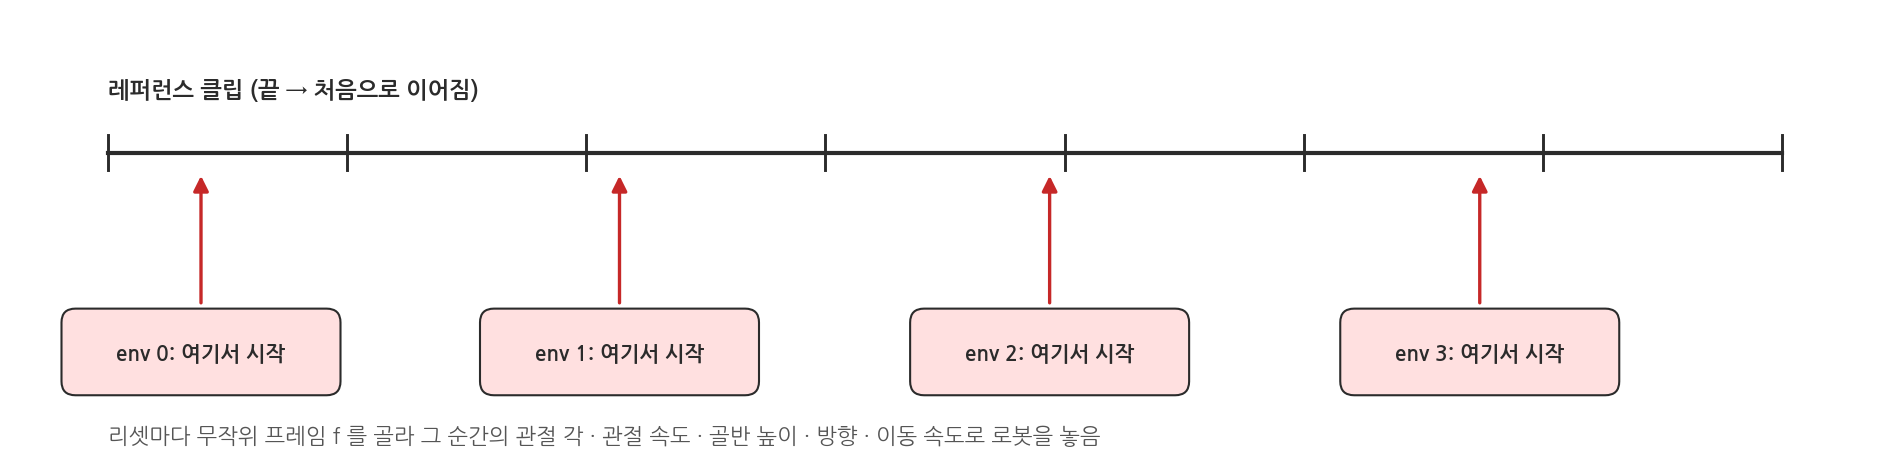 레퍼런스 클립 (끝 → 처음으로 이어짐)
env 0: 여기서 시작
env 1: 여기서 시작
env 2: 여기서 시작
env 3: 여기서 시작
리셋마다 무작위 프레임 f 를 골라 그 순간의 관절 각 · 관절 속도 · 골반 높이 · 방향 · 이동 속도로 로봇을 놓음